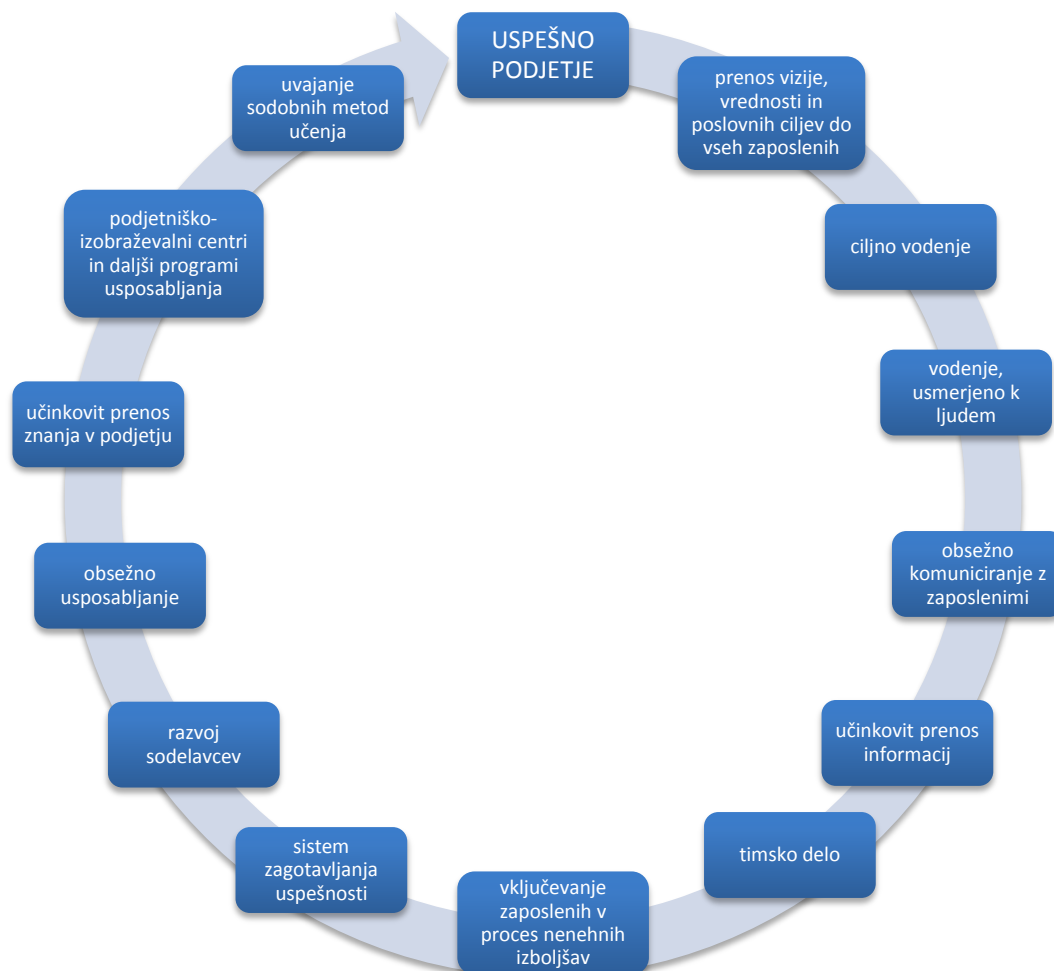 USPEŠNO
PODJETJE
prenos vizije,
vrednosti in
poslovnih ciljev do
vseh zaposlenih
ciljno vodenje
vodenje,
usmerjeno k
ljudem
obsežno
komuniciranje z
zaposlenimi
učinkovit prenos
informacij
timsko delo
vključevanje
zaposlenih v
proces nenehnih
izboljšav
sistem
zagotavljanja
uspešnosti
razvoj
sodelavcev
obsežno
usposabljanje
učinkovit prenos
znanja v podjetju
podjetniško-
izobraževalni centri
in daljši programi
usposabljanja
uvajanje
sodobnih metod
učenja